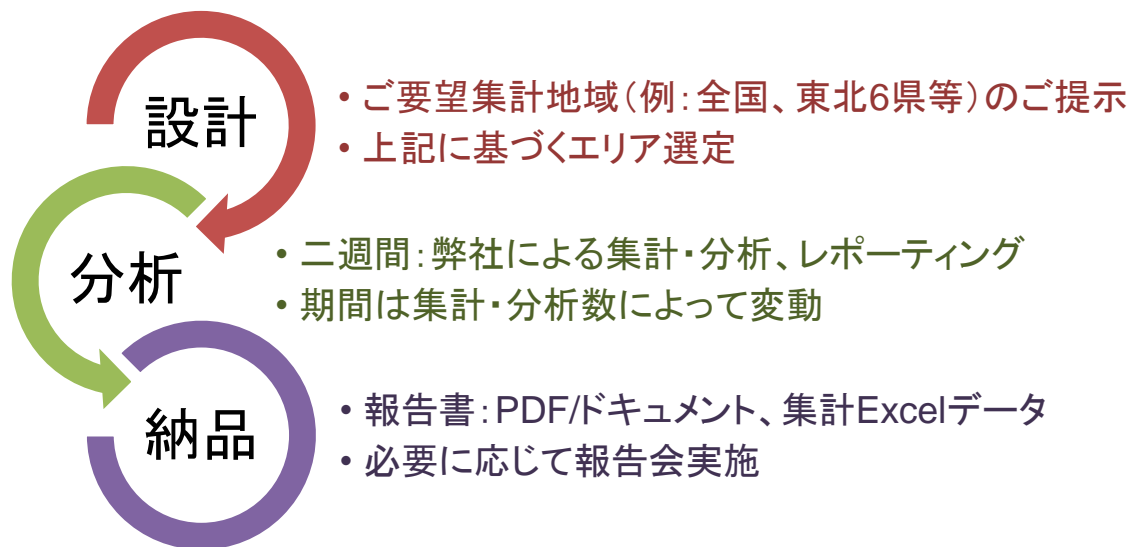 設計
• ご要望集計地域（例：全国、東北6県等）のご提示
• 上記に基づくエリア選定
分析
• 二週間：弊社による集計・分析、レポーティング
• 期間は集計・分析数によって変動
納品
• 報告書：PDF/ドキュメント、集計Excelデータ
• 必要に応じて報告会実施